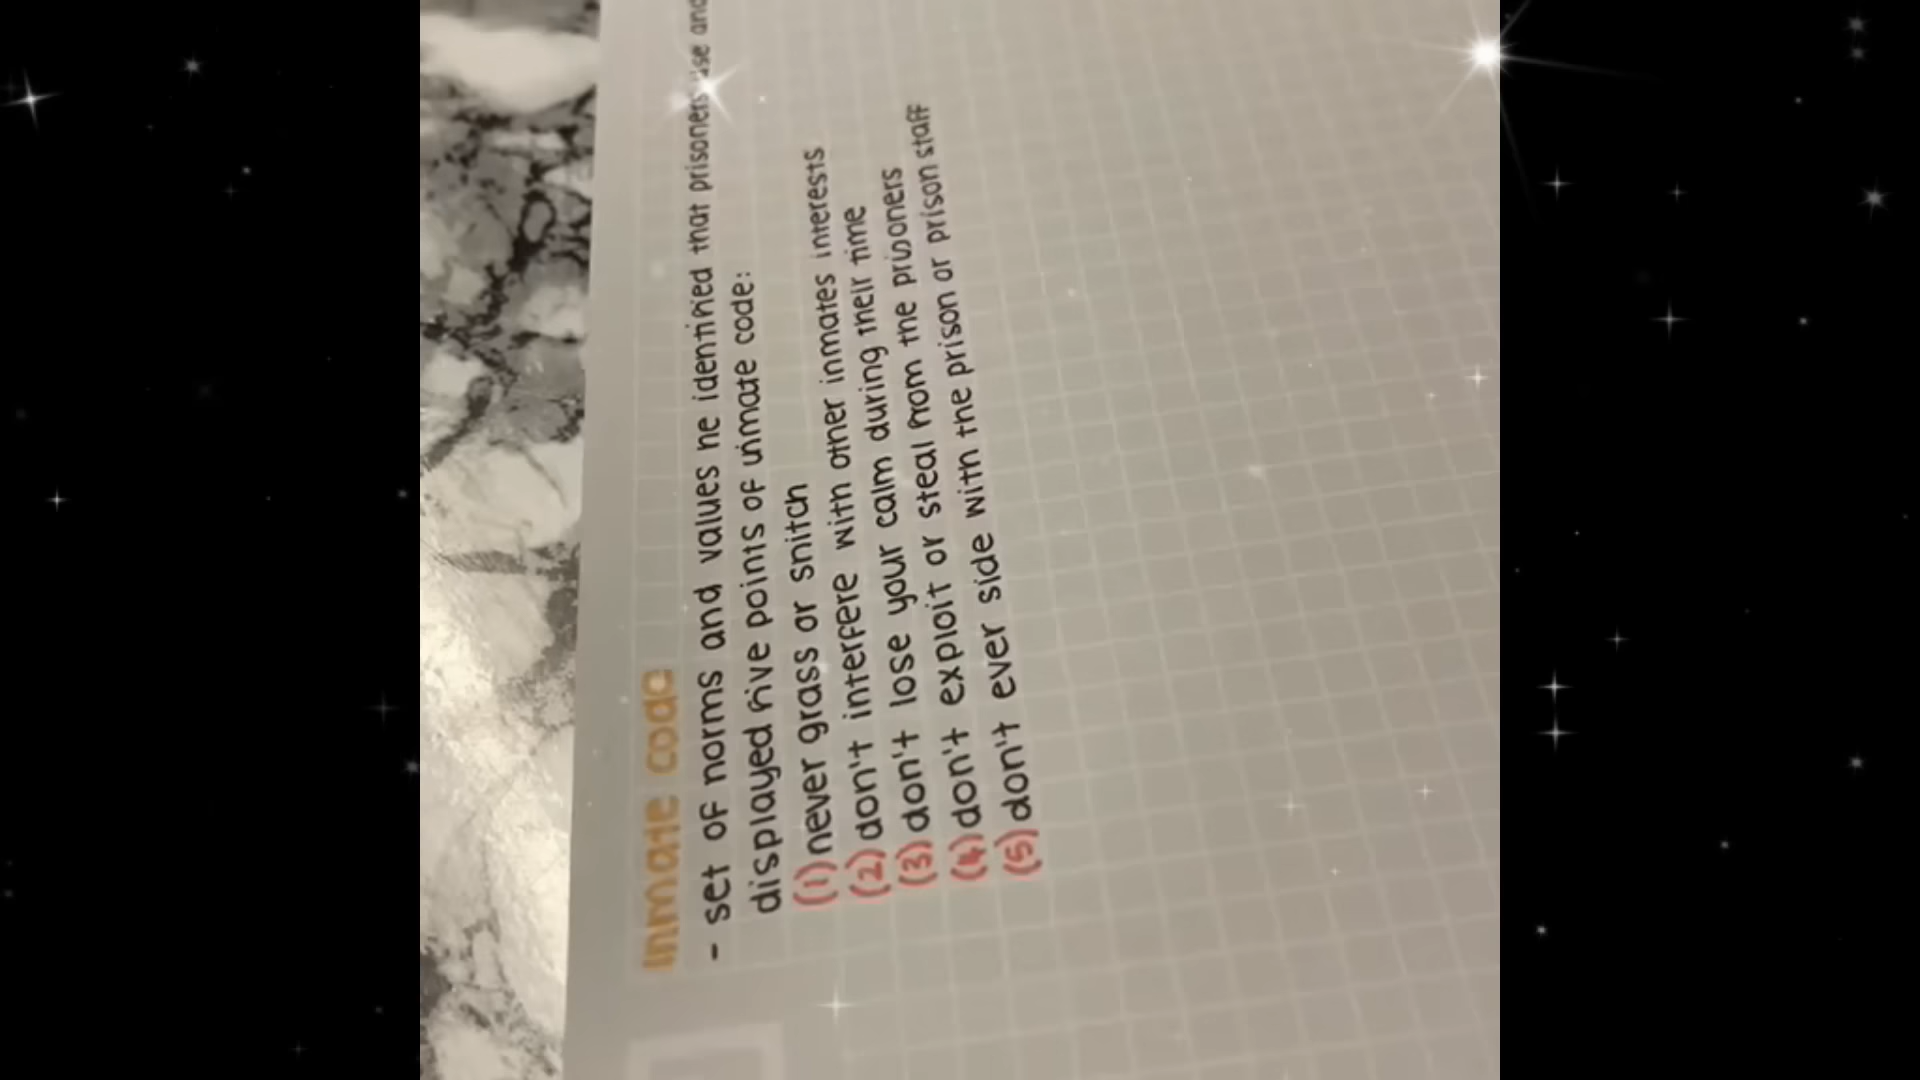 inmate code
- set of norms and values he identified that prisoners use and
displayed five points of inmate code:
(1) never grass or snitch
(2) don't interfere with other inmates interests
(3) don't lose your calm during their time
(4) don't exploit or steal from the prisoners
(5) don't ever side with the prison or prison staff